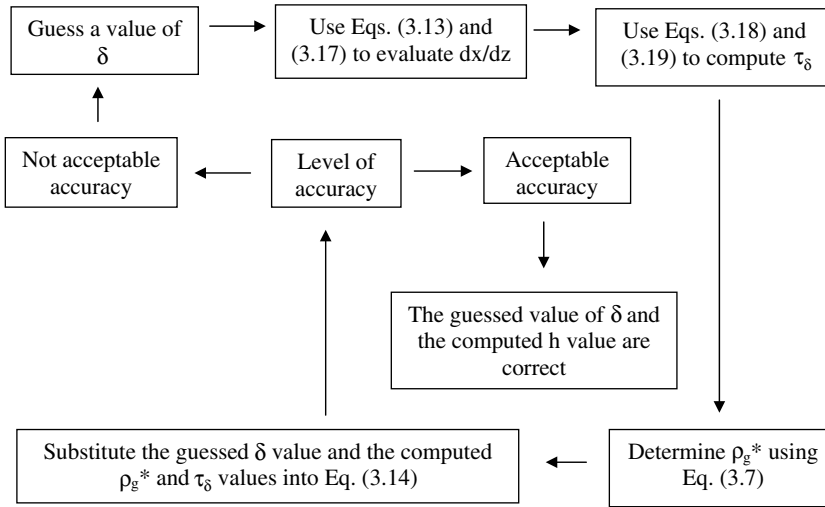 Guess a value of
δ
Use Eqs. (3.13) and
(3.17) to evaluate dx/dz
Use Eqs. (3.18) and
(3.19) to compute τδ
Not acceptable
accuracy
Level of
accuracy
Acceptable
accuracy
The guessed value of δ and
the computed h value are
correct
Substitute the guessed δ value and the computed
ρg* and τδ values into Eq. (3.14)
Determine ρg* using
Eq. (3.7)